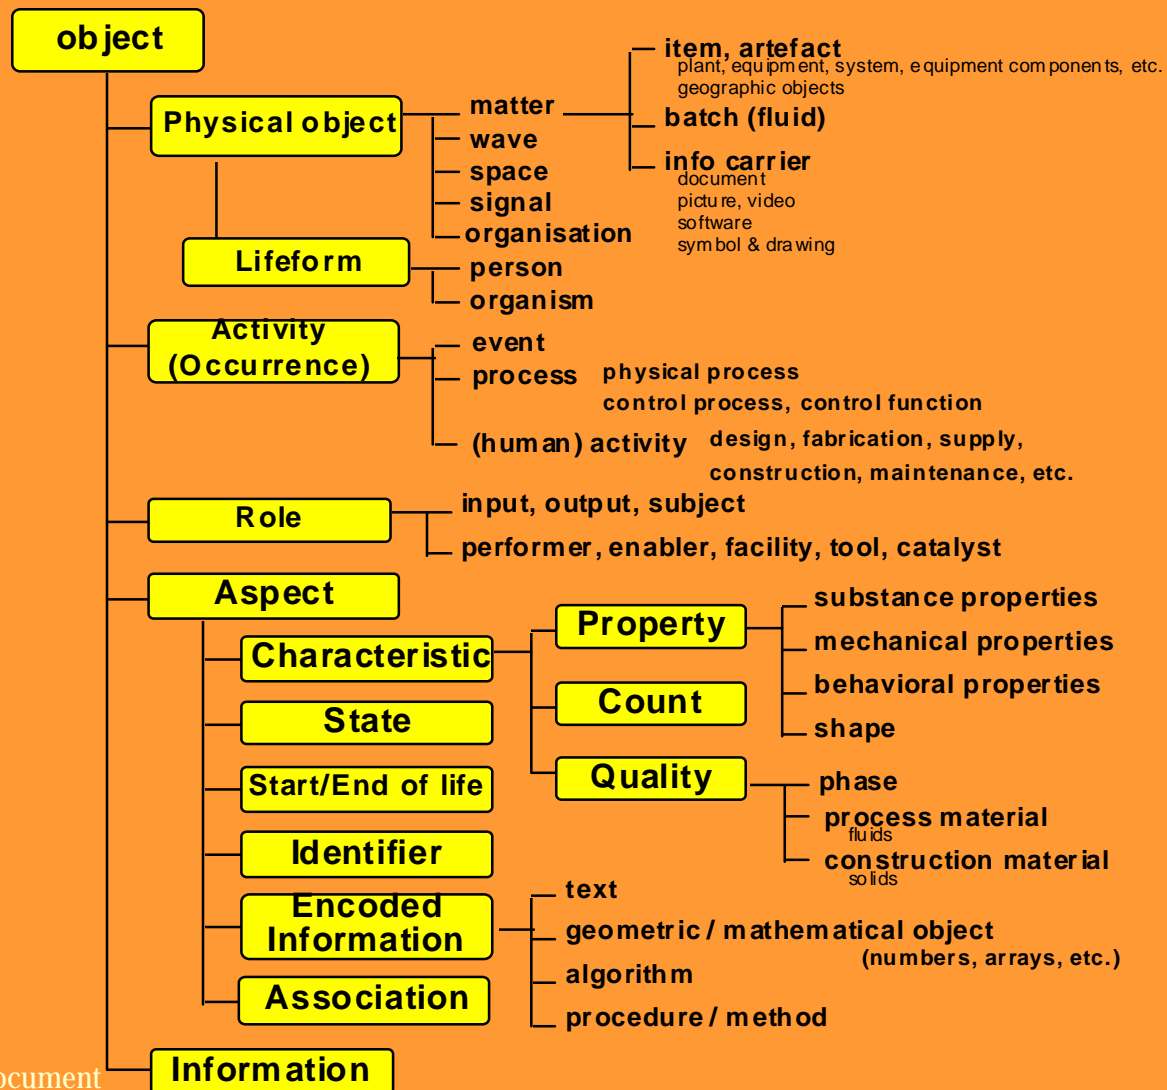 object
Physical object
matter
item, artefact
plant, equipment, system, equipment components, etc.
geographic objects
batch (fluid)
info carrier
document
picture, video
software
symbol & drawing
wave
space
signal
organisation
Lifeform
person
organism
Activity
(Occurrence)
event
process physical process
control process, control function
(human) activity design, fabrication, supply,
construction, maintenance, etc.
Role
input, output, subject
performer, enabler, facility, tool, catalyst
Aspect
Characteristic
Property
substance properties
mechanical properties
behavioral properties
shape
Count
Quality
phase
process material
fluids
construction material
solids
State
Start/End of life
Identifier
Encoded
Information
text
geometric / mathematical object
(numbers, arrays, etc.)
algorithm
procedure / method
Association
Information